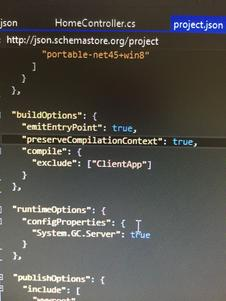 json
HomeController.cs
project.json
http://json.schemastore.org/project
"portable-net45+win8"
]
}
},
"buildOptions": {
"emitEntryPoint": true,
"preserveCompilationContext": true,
"compile": {
"exclude": ["ClientApp"]
}
},
"runtimeOptions": {
"configProperties": {
"System.GC.Server": true
}
},
"publishOptions": {
"include": [